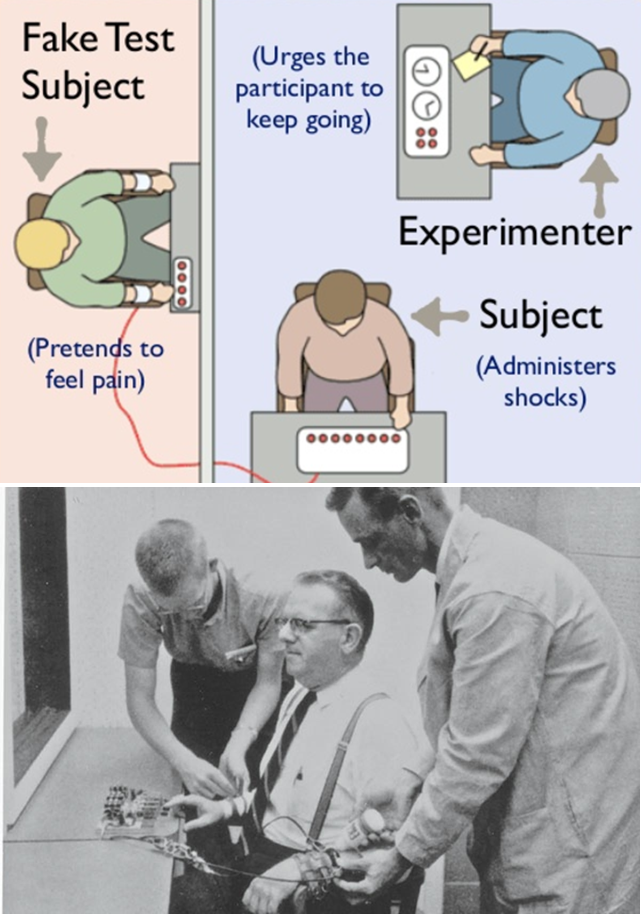 Fake Test
Subject
(Urges the
participant to
keep going)
Experimenter
Subject
(Administers
shocks)
(Pretends to
feel pain)